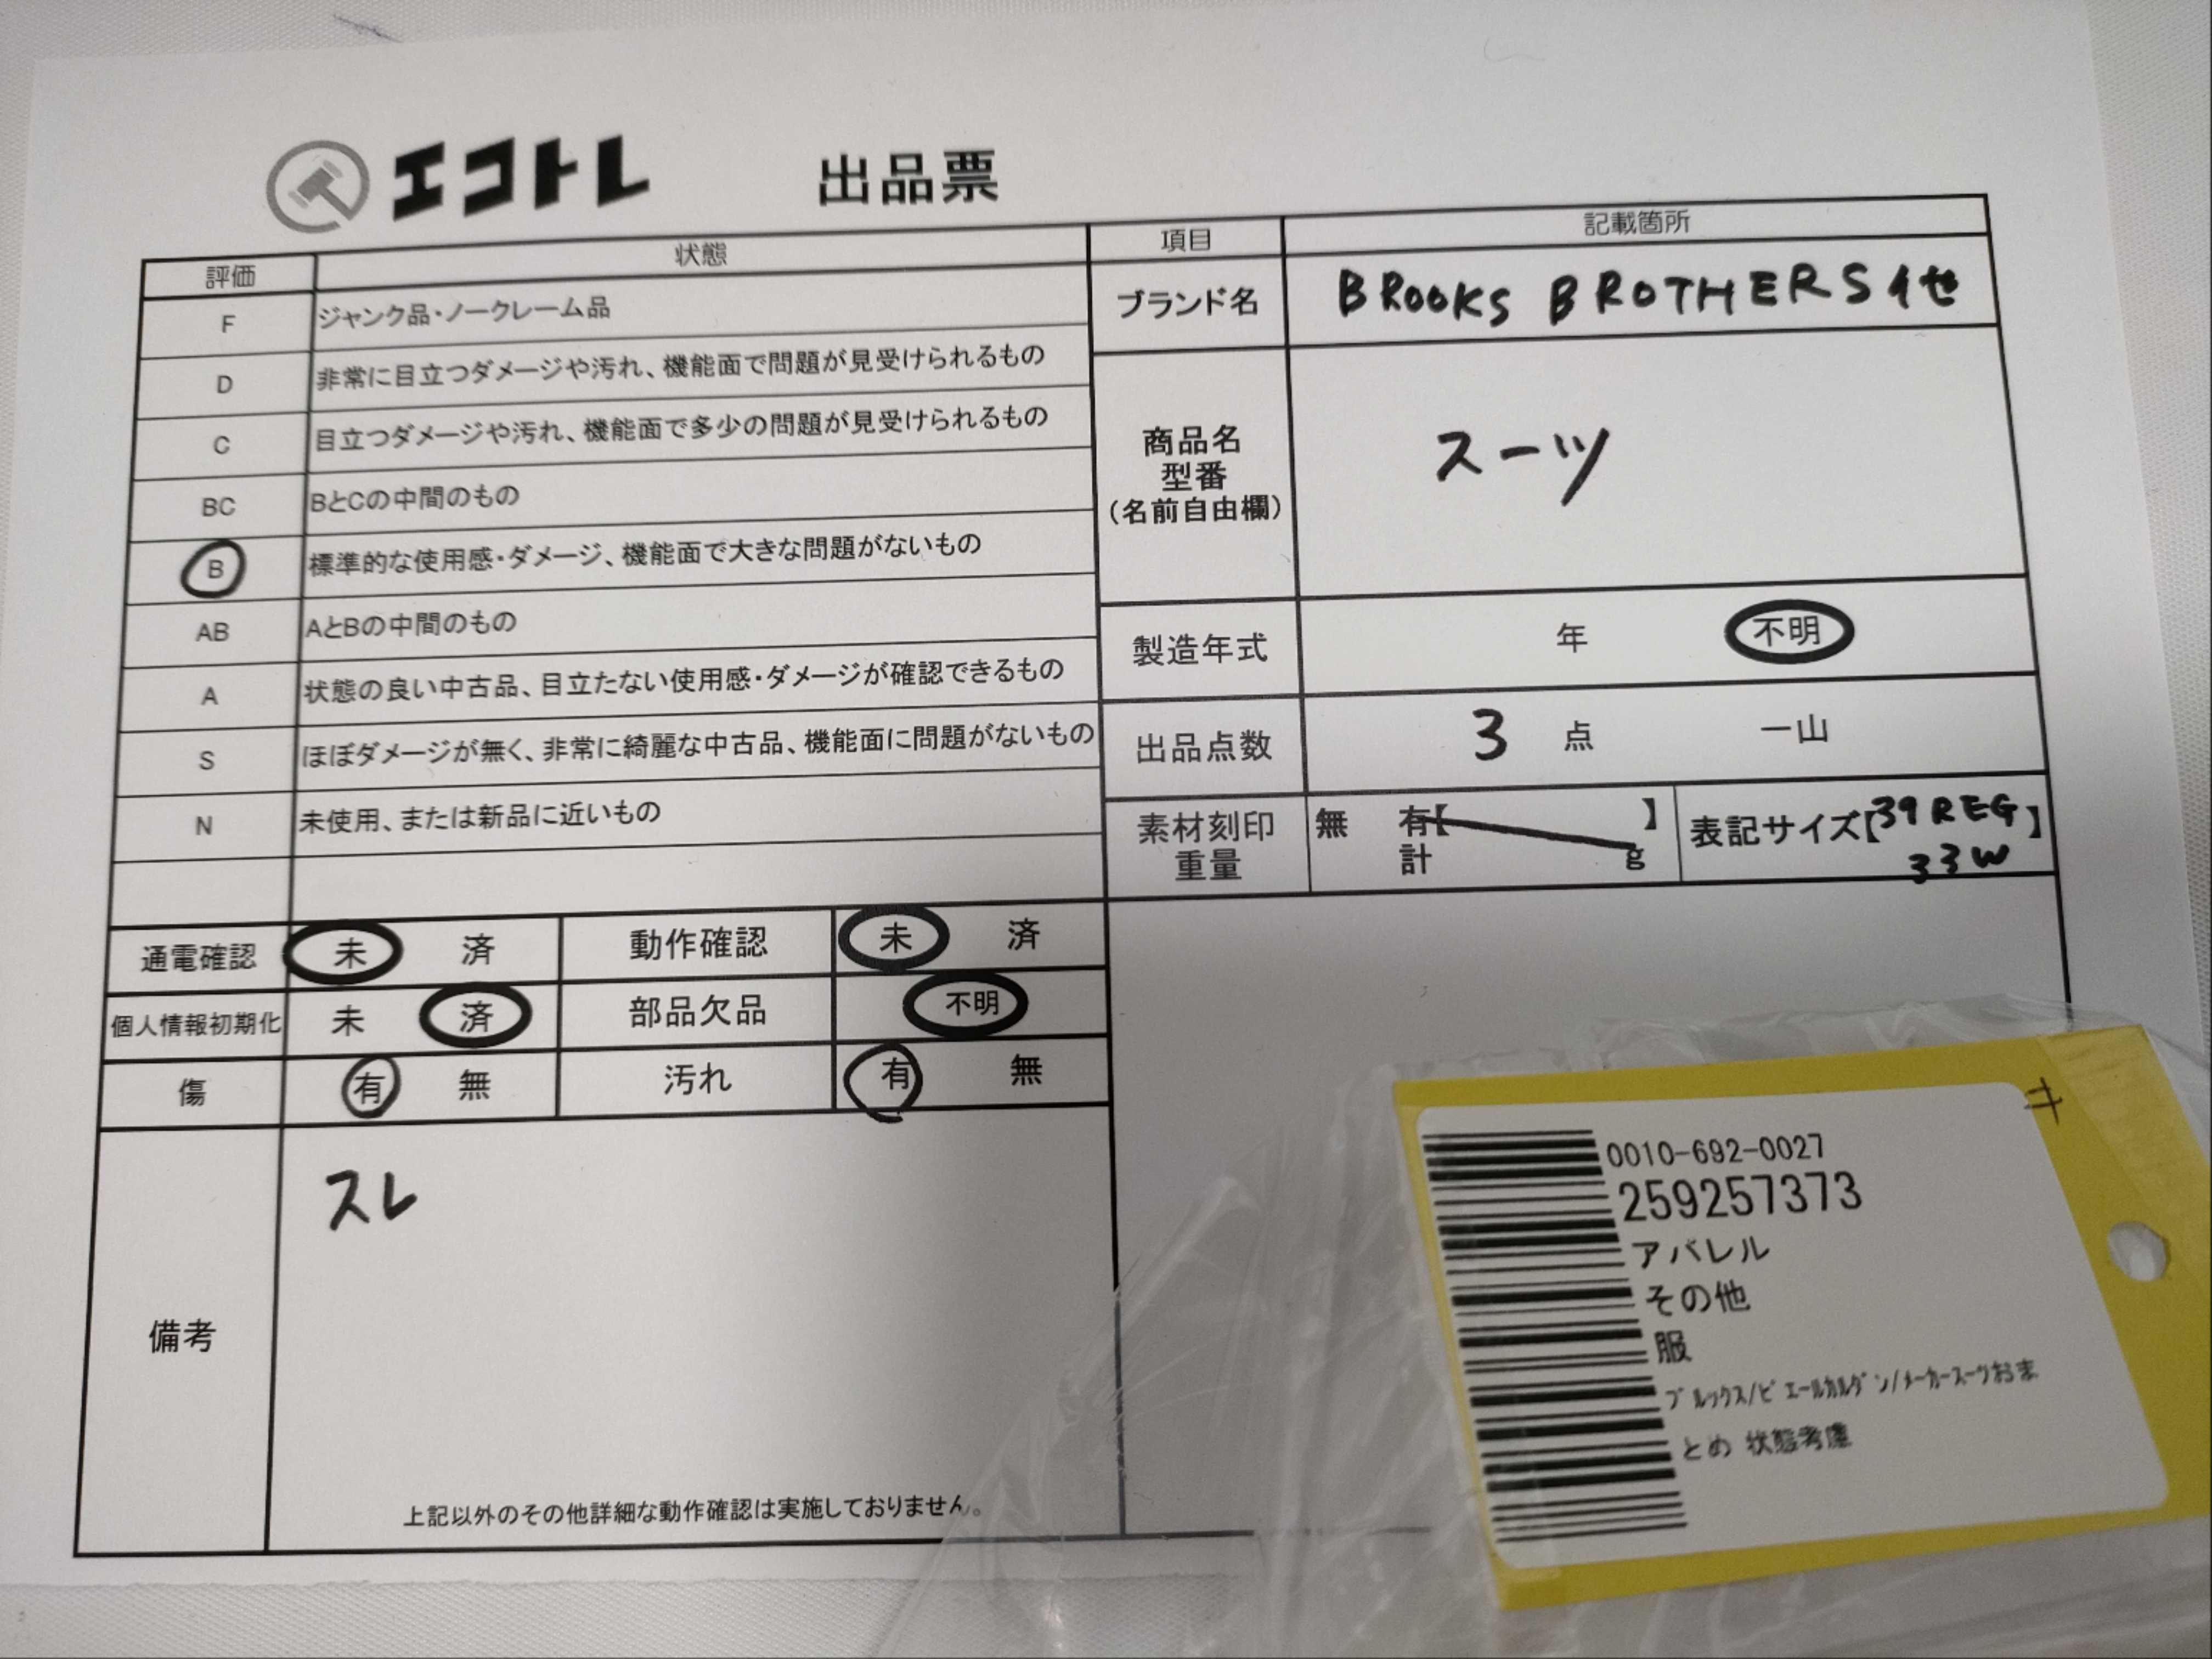 エコトレ 出品票
評価 状態
F ジャンク品・ノークレーム品
D 非常に目立つダメージや汚れ、機能面で問題が見受けられるもの
C 目立つダメージや汚れ、機能面で多少の問題が見受けられるもの
BC BとCの中間のもの
B 標準的な使用感・ダメージ、機能面で大きな問題がないもの
AB AとBの中間のもの
A 状態の良い中古品、目立たない使用感・ダメージが確認できるもの
S ほぼダメージが無く、非常に綺麗な中古品、機能面に問題がないもの
N 未使用、または新品に近いもの
項目 記載箇所
ブランド名 BROOKS BROTHERS 他
商品名
型番
(名前自由欄)
スーツ
製造年式 年 不明
出品点数 3 点 一山
素材刻印 無 有【 】
重量 計 g
表記サイズ【39REG】
33W
通電確認 未 済 動作確認 未 済
個人情報初期化 未 済 部品欠品 不明
傷 有 無 汚れ 有 無
備考
スレ
上記以外のその他詳細な動作確認は実施しておりません。
0010-692-0027
259257373
アパレル
その他
服
ブルックス/ピエールカルダン/メーカースーツおま
とめ 状態考慮